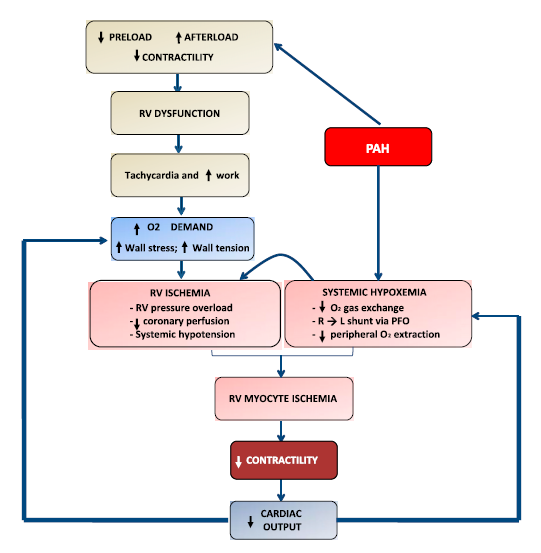 ↓ PRELOAD ↑ AFTERLOAD
↓ CONTRACTILITY
RV DYSFUNCTION
PAH
Tachycardia and ↑ work
↑ O2 DEMAND
↑ Wall stress; ↑ Wall tension
RV ISCHEMIA
- RV pressure overload
- ↓ coronary perfusion
- Systemic hypotension
SYSTEMIC HYPOXEMIA
- ↓ O₂ gas exchange
- R → L shunt via PFO
- ↓ peripheral O₂ extraction
RV MYOCYTE ISCHEMIA
↓ CONTRACTILITY
↓ CARDIAC
OUTPUT